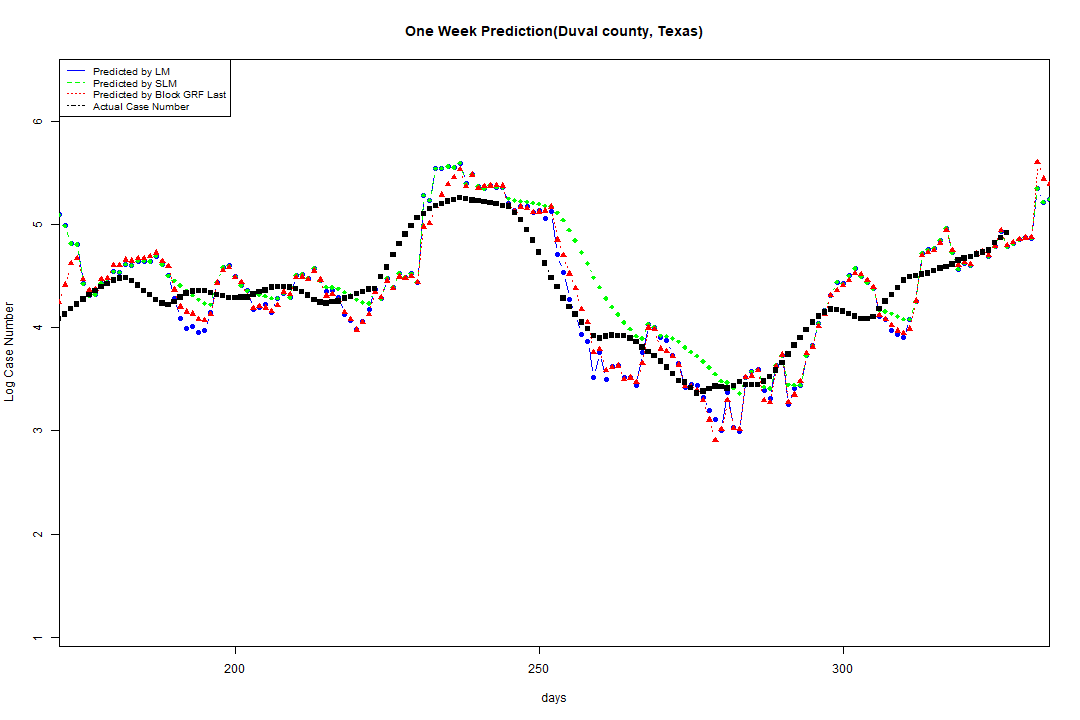 One Week Prediction(Duval county, Texas)
Predicted by LM
Predicted by SLM
Predicted by Block GRF Last
Actual Case Number
Log Case Number
6
5
4
3
2
1
200 250 300
days